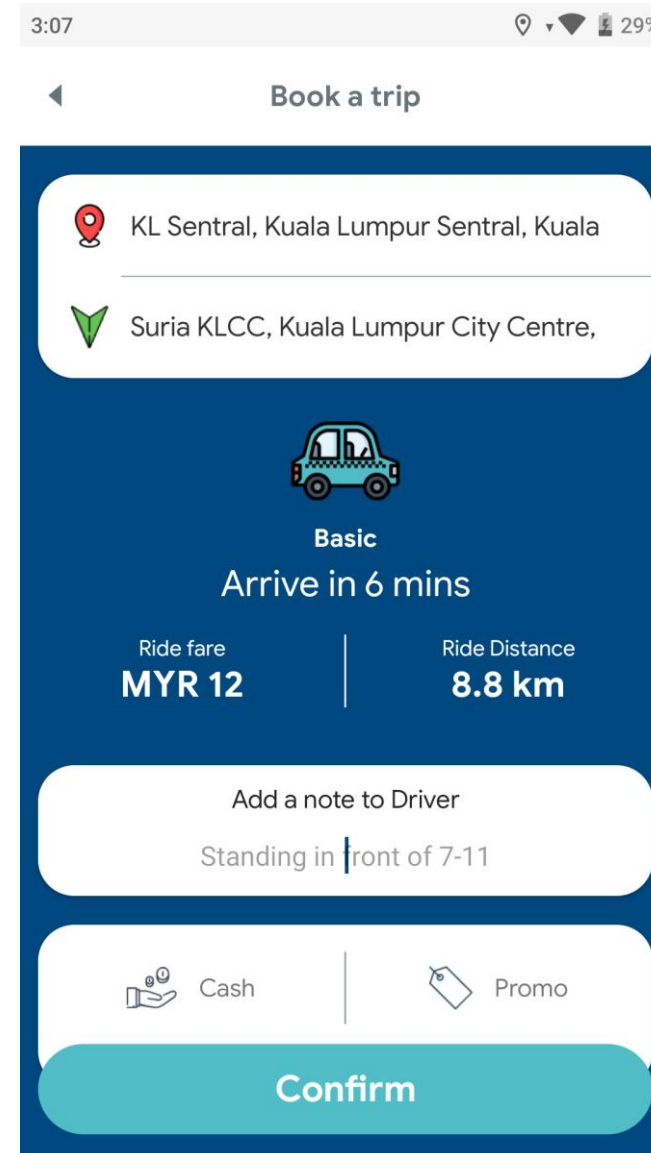 3:07 29%
Book a trip
KL Sentral, Kuala Lumpur Sentral, Kuala
Suria KLCC, Kuala Lumpur City Centre,
Basic
Arrive in 6 mins
Ride fare Ride Distance
MYR 12 8.8 km
Add a note to Driver
Standing in front of 7-11
Cash Promo
Confirm